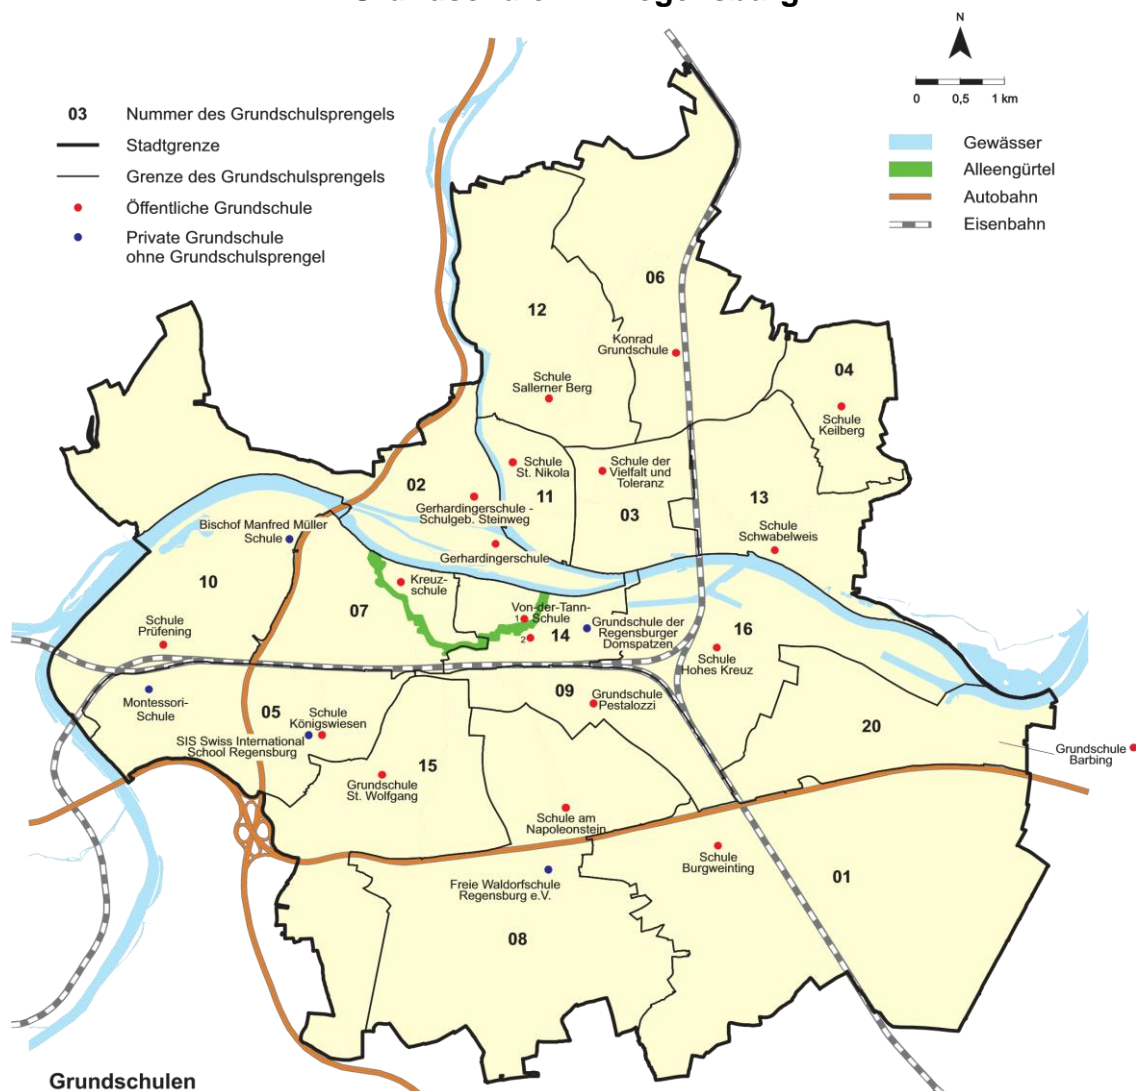 03 Nummer des Grundschulsprengels
Stadtgrenze
Grenze des Grundschulsprengels
Öffentliche Grundschule
Private Grundschule
ohne Grundschulsprengel
N
0 0,5 1 km
Gewässer
Alleengürtel
Autobahn
Eisenbahn
06
12
Konrad
Grundschule
04
Schule
Sallerner Berg
Schule
Keilberg
02
Schule
St. Nikola
Schule der
Vielfalt und
Toleranz
11
13
03
Gerhardingerschule -
Schulgeb. Steinweg
Bischof Manfred Müller
Schule
Schule
Schwabelweis
Gerhardingerschule
10
07
Kreuz-
schule
Von-der-Tann-
Schule
1
2
14
Grundschule der
Regensburger
Domspatzen
16
Schule
Prüfening
Schule
Hohes Kreuz
Montessori-
Schule
05
Schule
Königswiesen
SIS Swiss International
School Regensburg
09
Grundschule
Pestalozzi
20
Grundschule
Barbing
15
Grundschule
St. Wolfgang
Schule am
Napoleonstein
Schule
Burgweinting
01
Freie Waldorfschule
Regensburg e.V.
08
Grundschulen